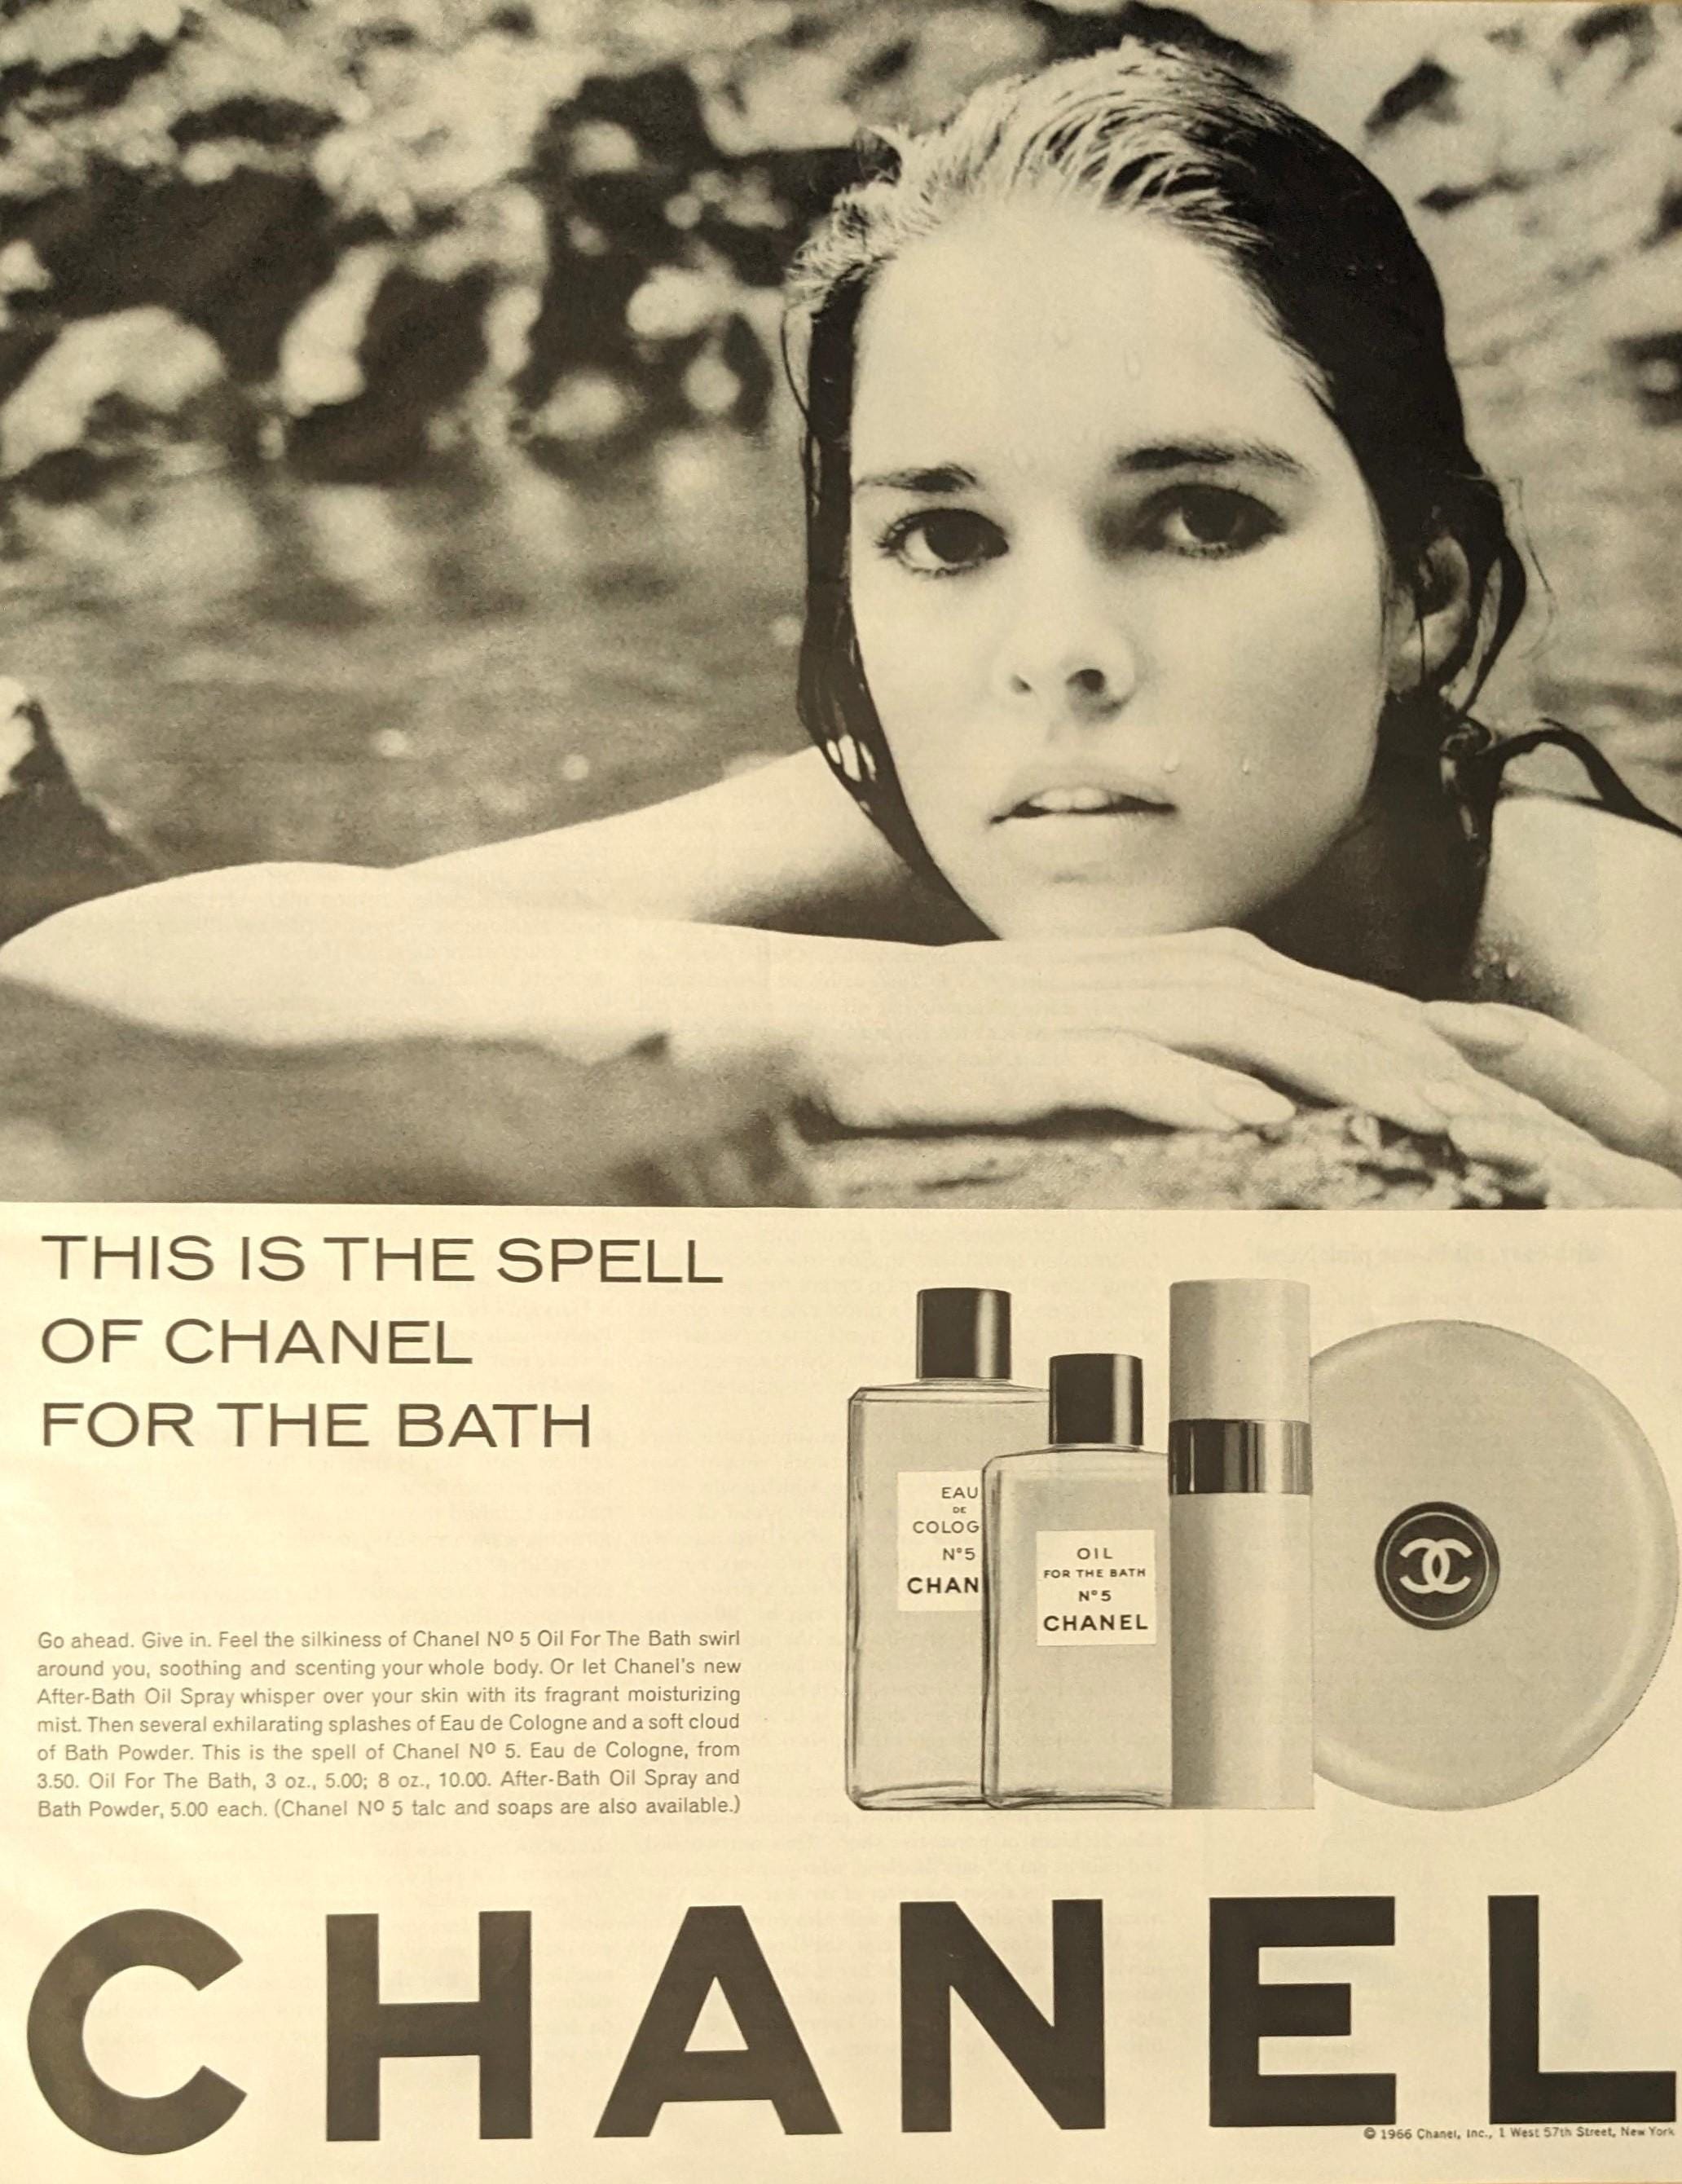 THIS IS THE SPELL
OF CHANEL
FOR THE BATH
Go ahead. Give in. Feel the silkiness of Chanel Nº 5 Oil For The Bath swirl
around you, soothing and scenting your whole body. Or let Chanel's new
After-Bath Oil Spray whisper over your skin with its fragrant moisturizing
mist. Then several exhilarating splashes of Eau de Cologne and a soft cloud
of Bath Powder. This is the spell of Chanel Nº 5. Eau de Cologne, from
3.50. Oil For The Bath, 3 oz., 5.00; 8 oz., 10.00. After-Bath Oil Spray and
Bath Powder, 5.00 each. (Chanel Nº 5 talc and soaps are also available.)
EAU
DE
COLOG
N°5
CHAN
OIL
FOR THE BATH
N°5
CHANEL
CHANEL
© 1966 Chanel, Inc., 1 West 57th Street, New York